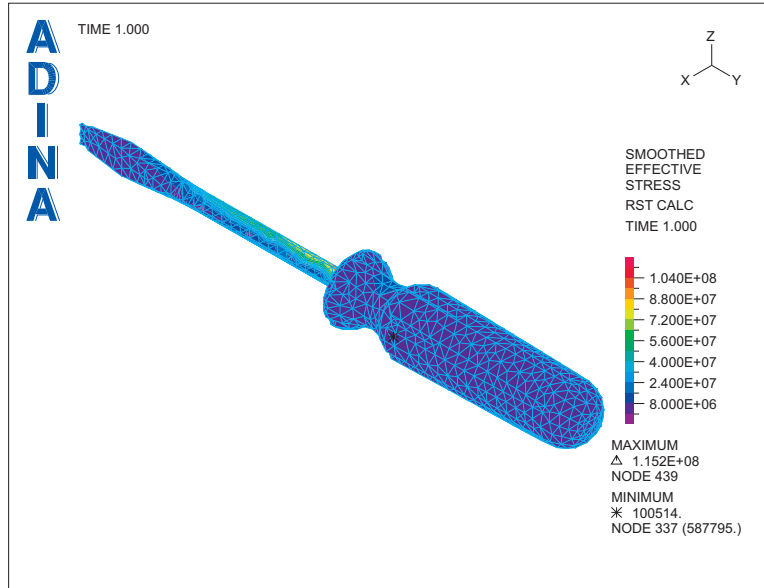 ADINA
TIME 1.000
Z
X
Y
SMOOTHED
EFFECTIVE
STRESS
RST CALC
TIME 1.000
1.040E+08
8.800E+07
7.200E+07
5.600E+07
4.000E+07
2.400E+07
8.000E+06
MAXIMUM
△ 1.152E+08
NODE 439
MINIMUM
✳ 100514.
NODE 337 (587795.)